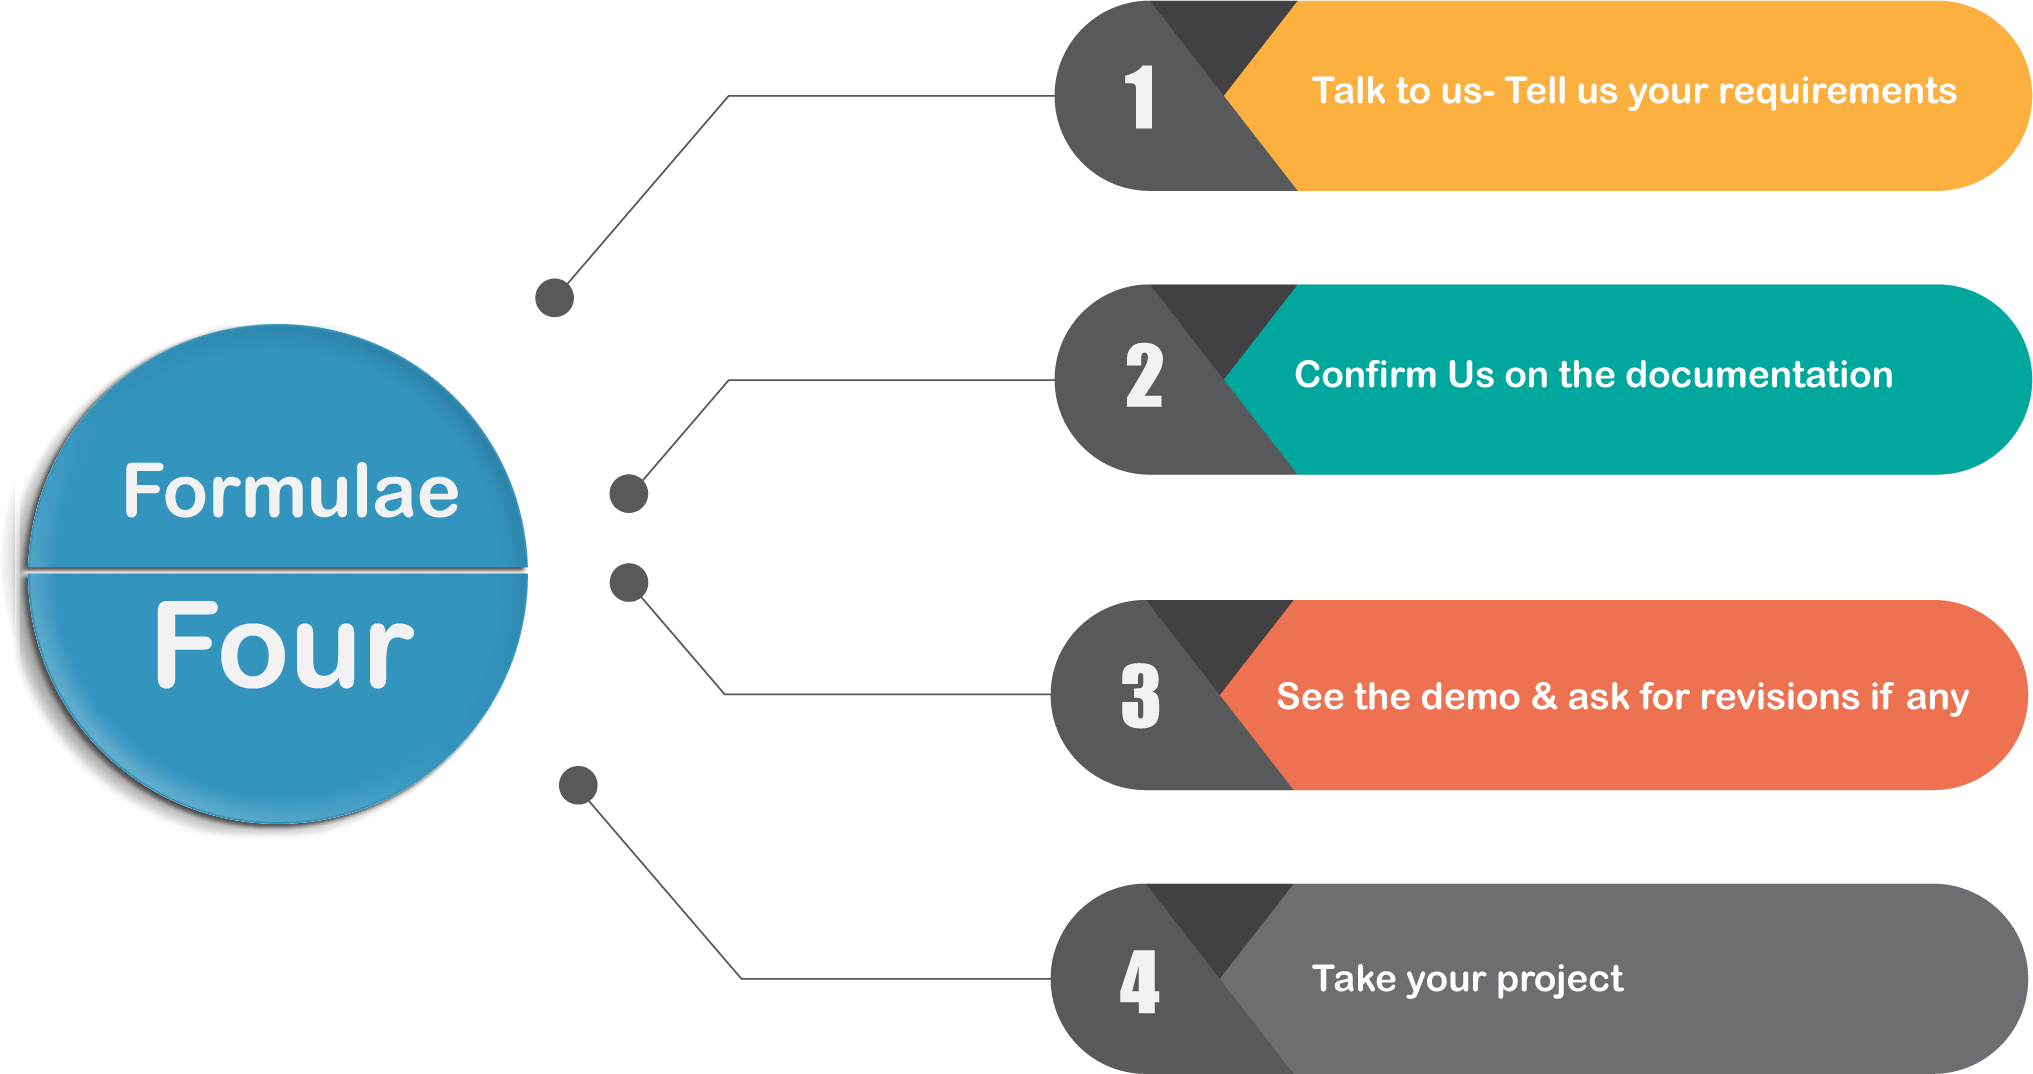 Formulae
Four
1
Talk to us- Tell us your requirements
2
Confirm Us on the documentation
3
See the demo & ask for revisions if any
4
Take your project